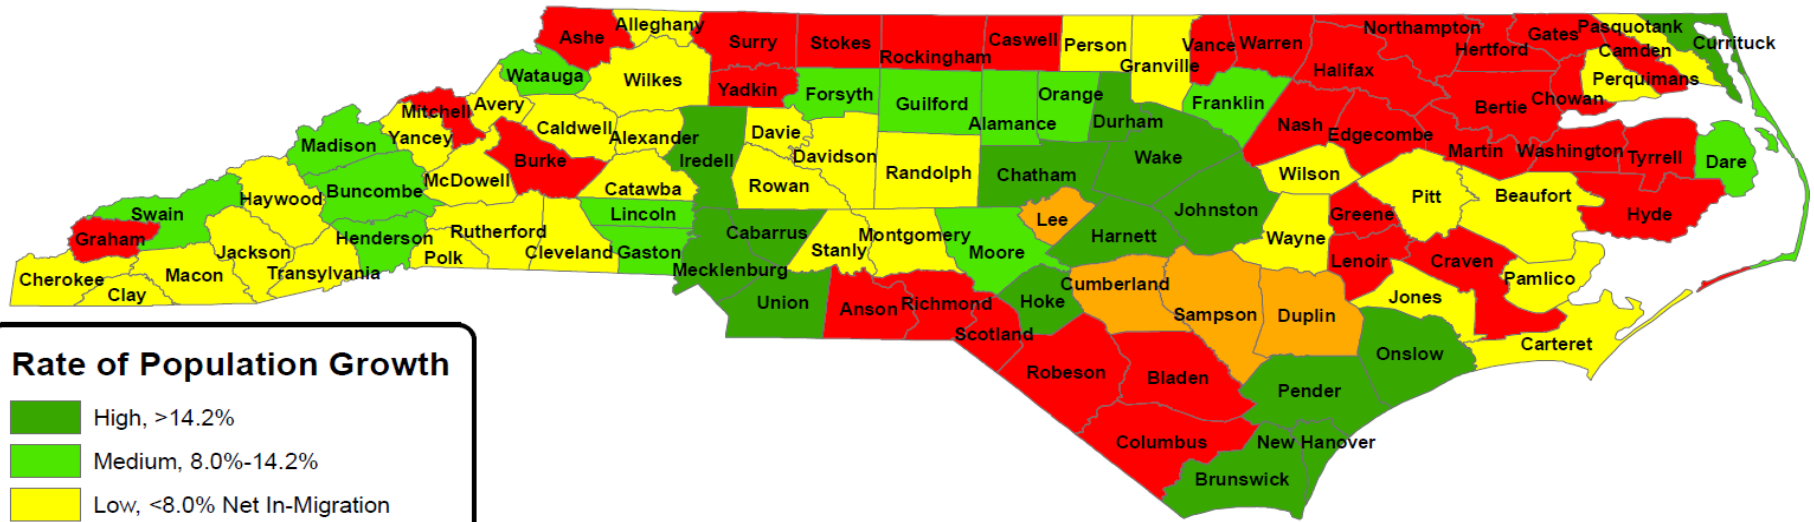 Ashe
Alleghany
Surry
Stokes
Rockingham
Caswell
Person
Granville
Vance
Warren
Northampton
Hertford
Gates
Pasquotank
Camden
Currituck
Watauga
Wilkes
Yadkin
Forsyth
Guilford
Alamance
Orange
Durham
Franklin
Halifax
Bertie
Chowan
Perquimans
Mitchell
Avery
Yancey
Caldwell
Alexander
Iredell
Davie
Davidson
Randolph
Chatham
Wake
Nash
Edgecombe
Martin
Washington
Tyrrell
Dare
Madison
Buncombe
McDowell
Burke
Catawba
Rowan
Wilson
Pitt
Beaufort
Hyde
Haywood
Swain
Graham
Jackson
Henderson
Rutherford
Polk
Cleveland
Lincoln
Gaston
Cabarrus
Mecklenburg
Stanly
Montgomery
Moore
Lee
Harnett
Johnston
Wayne
Greene
Lenoir
Craven
Pamlico
Jones
Carteret
Cherokee
Clay
Macon
Transylvania
Union
Anson
Richmond
Scotland
Hoke
Cumberland
Sampson
Duplin
Onslow
Robeson
Bladen
Pender
Columbus
New Hanover
Brunswick
Rate of Population Growth
High, >14.2%
Medium, 8.0%-14.2%
Low, <8.0% Net In-Migration